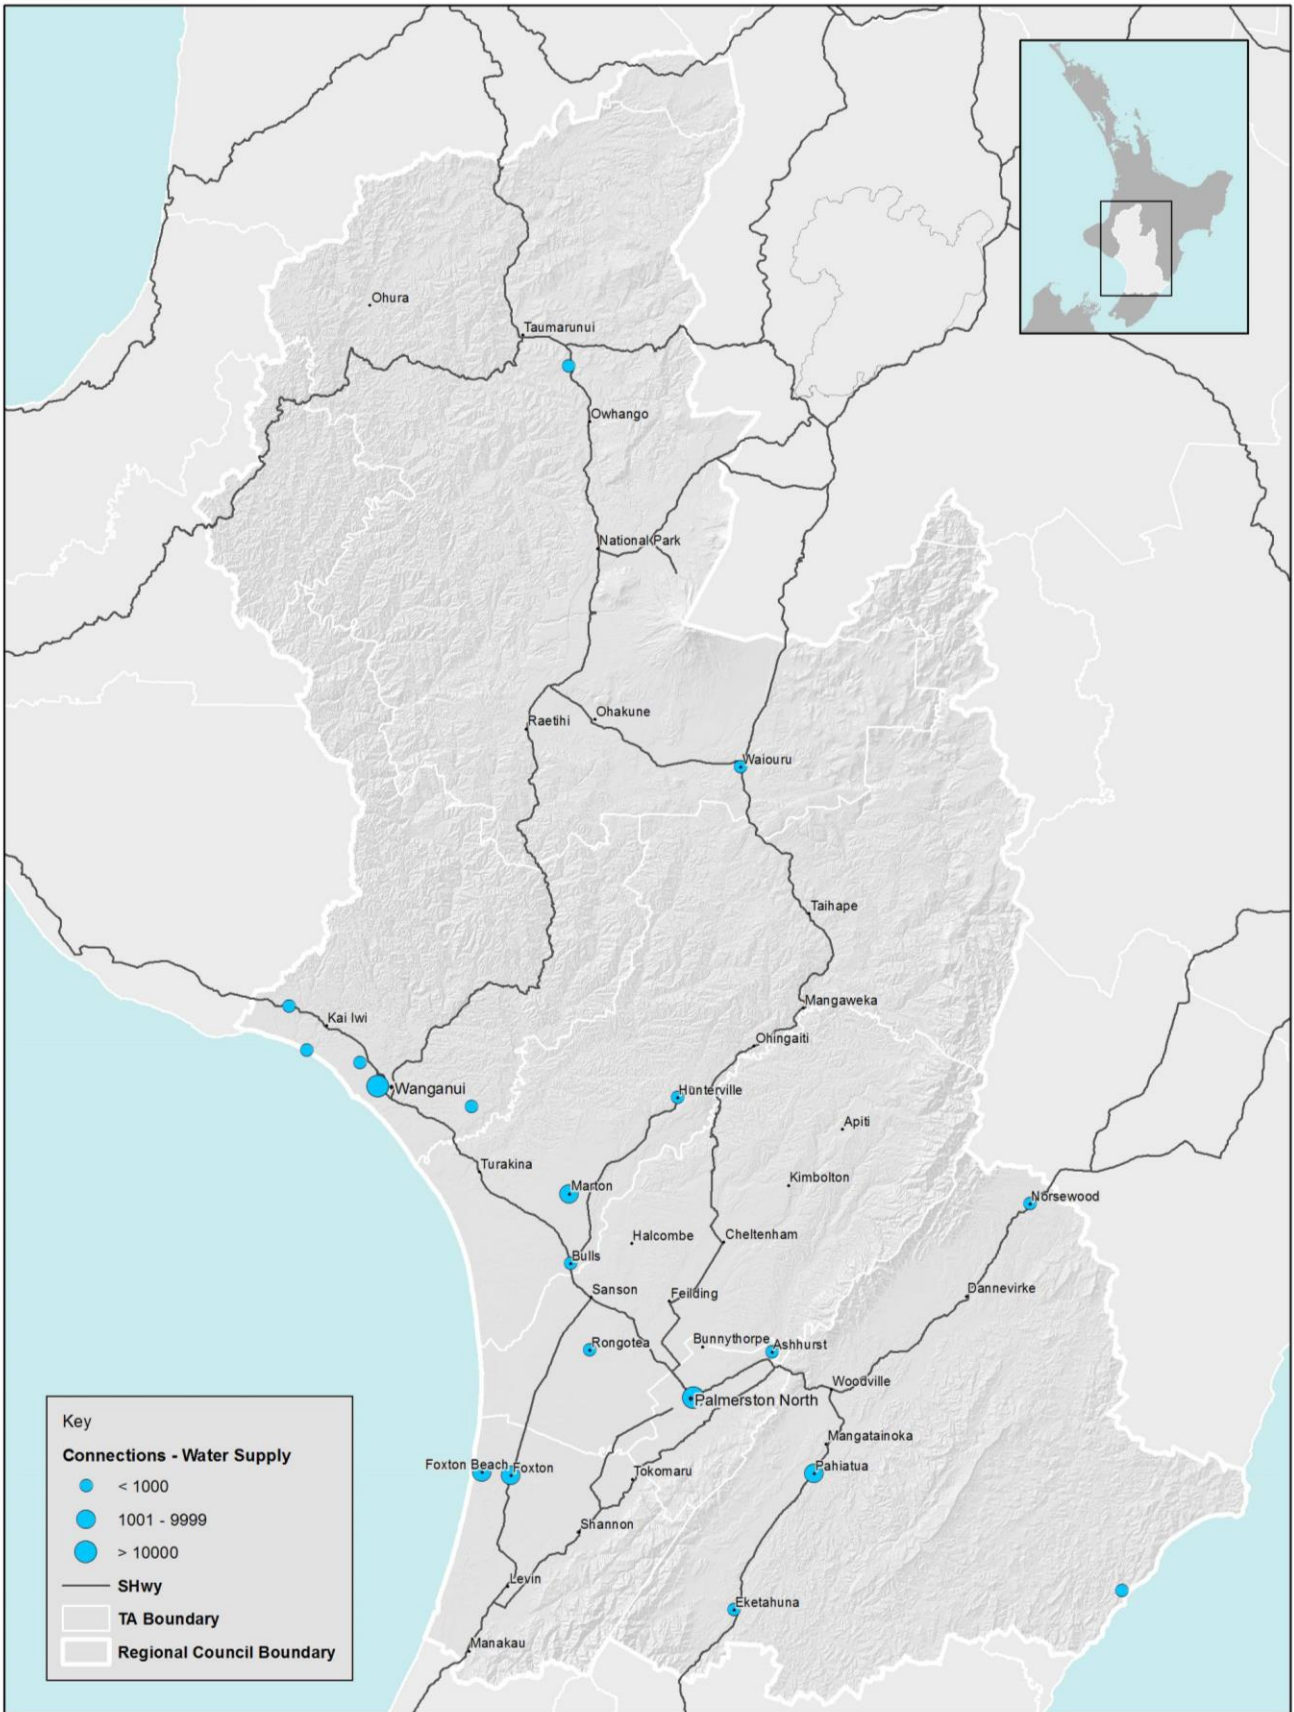 Ohura
Taumarunui
Owhango
National Park
Ohakune
Raetihi
Waiouru
Taihape
Mangaweka
Kai Iwi
Ohingaiti
Wanganui
Hunterville
Apiti
Turakina
Kimbolton
Marton
Norsewood
Halcombe
Cheltenham
Bulls
Sanson
Feilding
Dannevirke
Rongotea
Bunnythorpe
Ashhurst
Woodville
Palmerston North
Mangatainoka
Foxton Beach
Foxton
Tokomaru
Pahiatua
Shannon
Levin
Eketahuna
Manakau
Key
Connections - Water Supply
< 1000
1001 - 9999
> 10000
SHwy
TA Boundary
Regional Council Boundary